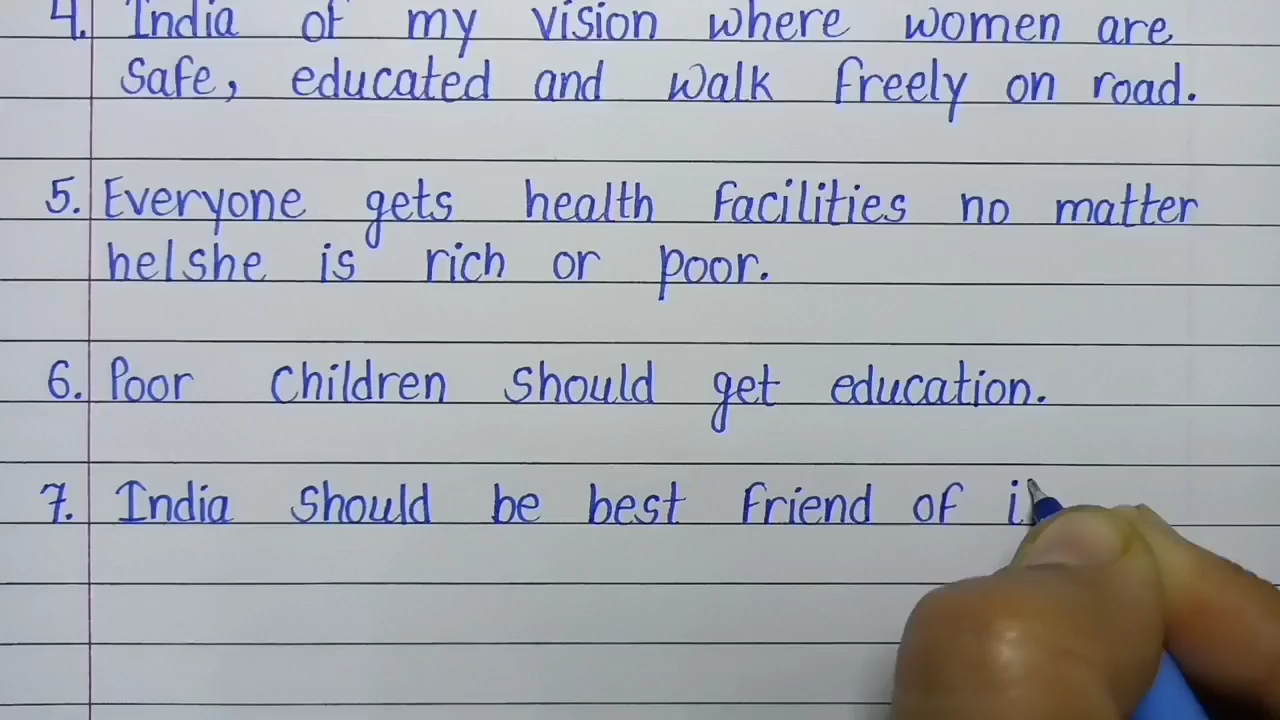 4. India of my vision where women are
safe, educated and walk freely on road.
5. Everyone gets health facilities no matter
he/she is rich or poor.
6. Poor children should get education.
7. India should be best friend of